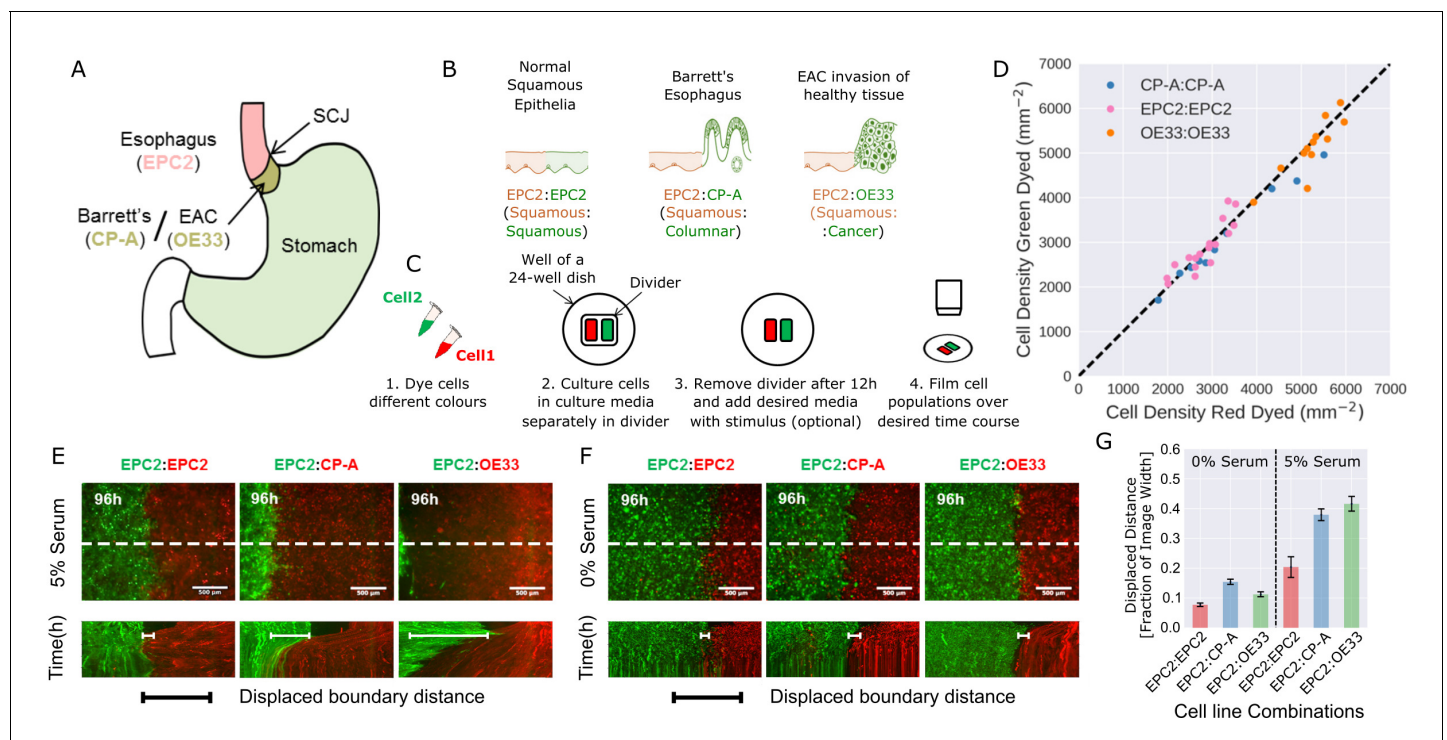 A
SCJ
Esophagus
(EPC2)
Barrett's
(CP-A)
/
EAC
(OE33)
Stomach
B
Normal
Squamous
Epithelia
Barrett's
Esophagus
EAC invasion of
healthy tissue
EPC2:EPC2
(Squamous:
Squamous)
EPC2:CP-A
(Squamous:
Columnar)
EPC2:OE33
(Squamous:
:Cancer)
C
Well of a
24-well dish
Divider
Cell2
Cell1
1. Dye cells
different colours
2. Culture cells
in culture media
separately in divider
3. Remove divider after 12h
and add desired media
with stimulus (optional)
4. Film cell
populations over
desired time course
D
Cell Density Green Dyed (mm⁻²)
7000
6000
5000
4000
3000
2000
1000
0
CP-A:CP-A
EPC2:EPC2
OE33:OE33
0 1000 2000 3000 4000 5000 6000 7000
Cell Density Red Dyed (mm⁻²)
E
EPC2:EPC2
EPC2:CP-A
EPC2:OE33
5% Serum
96h
96h
96h
500 µm
500 µm
500 µm
Time(h)
Displaced boundary distance
F
EPC2:EPC2
EPC2:CP-A
EPC2:OE33
0% Serum
96h
96h
96h
500 µm
500 µm
500 µm
Time(h)
Displaced boundary distance
G
Displaced Distance
[Fraction of Image Width]
0.6
0.5
0.4
0.3
0.2
0.1
0.0
0% Serum
5% Serum
EPC2:EPC2
EPC2:CP-A
EPC2:OE33
EPC2:EPC2
EPC2:CP-A
EPC2:OE33
Cell line Combinations